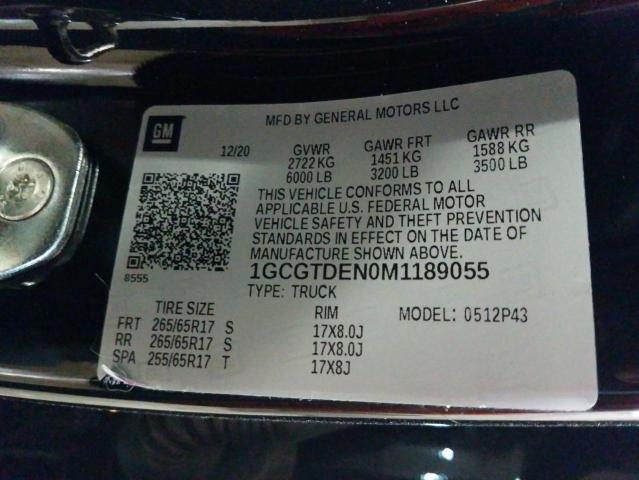 GM
MFD BY GENERAL MOTORS LLC
12/20 GVWR GAWR FRT GAWR RR
2722 KG 1451 KG 1588 KG
6000 LB 3200 LB 3500 LB
THIS VEHICLE CONFORMS TO ALL
APPLICABLE U.S. FEDERAL MOTOR
VEHICLE SAFETY AND THEFT PREVENTION
STANDARDS IN EFFECT ON THE DATE OF
MANUFACTURE SHOWN ABOVE.
8555 1GCGTDEN0M1189055
TYPE: TRUCK
TIRE SIZE RIM MODEL: 0512P43
FRT 265/65R17 S 17X8.0J
RR 265/65R17 S 17X8.0J
SPA 255/65R17 T 17X8J